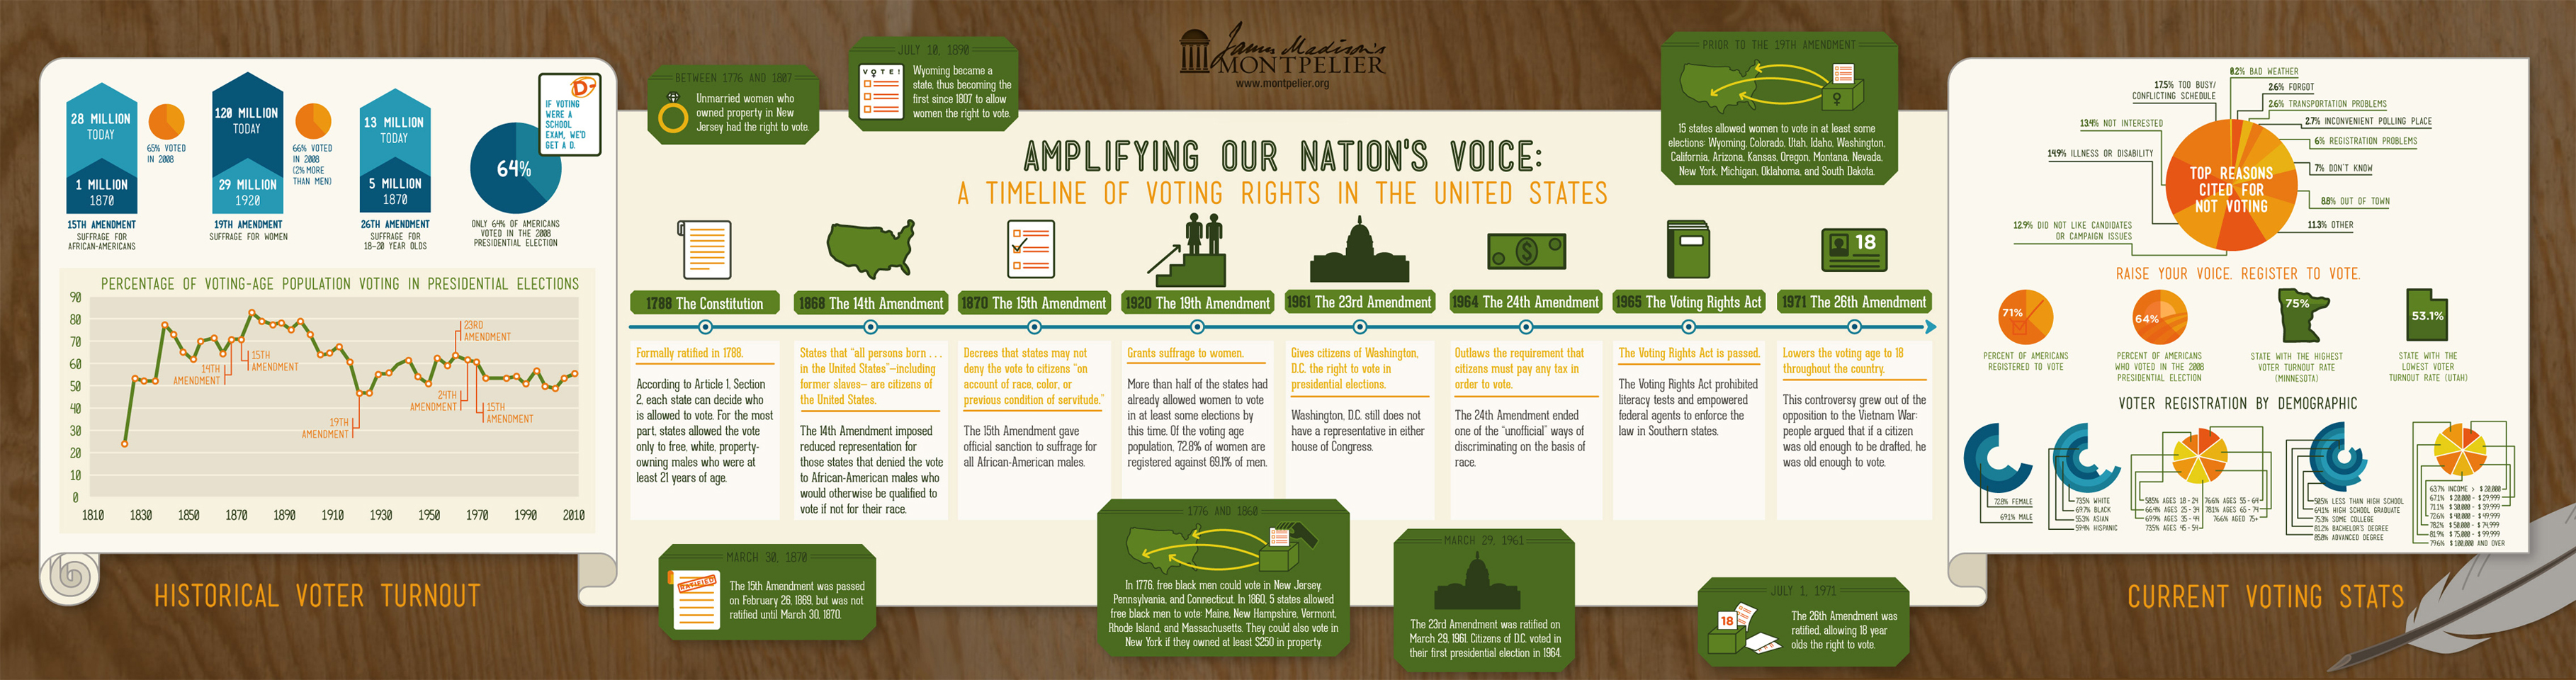 28 MILLION
TODAY
1 MILLION
1870
15TH AMENDMENT
SUFFRAGE FOR
AFRICAN-AMERICANS
65% VOTED
IN 2008
120 MILLION
TODAY
29 MILLION
1920
19TH AMENDMENT
SUFFRAGE FOR WOMEN
66% VOTED
IN 2008
(2% MORE
THAN MEN)
13 MILLION
TODAY
5 MILLION
1870
26TH AMENDMENT
SUFFRAGE FOR
18-20 YEAR OLDS
64%
ONLY 64% OF AMERICANS
VOTED IN THE 2008
PRESIDENTIAL ELECTION
D-
IF VOTING
WERE A
SCHOOL
EXAM, WE'D
GET A D.
PERCENTAGE OF VOTING-AGE POPULATION VOTING IN PRESIDENTIAL ELECTIONS
90
80
70
60
50
40
30
20
10
0
1810 1830 1850 1870 1890 1910 1930 1950 1970 1990 2010
14TH
AMENDMENT
15TH
AMENDMENT
19TH
AMENDMENT
23RD
AMENDMENT
24TH
AMENDMENT
15TH
AMENDMENT
HISTORICAL VOTER TURNOUT
BETWEEN 1776 AND 1807
Unmarried women who
owned property in New
Jersey had the right to vote.
JULY 10, 1890
VOTE!
Wyoming became a
state, thus becoming the
first since 1807 to allow
women the right to vote.
James Madison's
MONTPELIER
www.montpelier.org
PRIOR TO THE 19TH AMENDMENT
15 states allowed women to vote in at least some
elections: Wyoming, Colorado, Utah, Idaho, Washington,
California, Arizona, Kansas, Oregon, Montana, Nevada,
New York, Michigan, Oklahoma, and South Dakota.
AMPLIFYING OUR NATION'S VOICE:
A TIMELINE OF VOTING RIGHTS IN THE UNITED STATES
1788 The Constitution
Formally ratified in 1788.
According to Article 1, Section
2, each state can decide who
is allowed to vote. For the most
part, states allowed the vote
only to free, white, property-
owning males who were at
least 21 years of age.
1868 The 14th Amendment
States that "all persons born . . .
in the United States"–including
former slaves– are citizens of
the United States.
The 14th Amendment imposed
reduced representation for
those states that denied the vote
to African-American males who
would otherwise be qualified to
vote if not for their race.
1870 The 15th Amendment
Decrees that states may not
deny the vote to citizens "on
account of race, color, or
previous condition of servitude."
The 15th Amendment gave
official sanction to suffrage for
all African-American males.
1920 The 19th Amendment
Grants suffrage to women.
More than half of the states had
already allowed women to vote
in at least some elections by
this time. Of the voting age
population, 72.8% of women are
registered against 69.1% of men.
1961 The 23rd Amendment
Gives citizens of Washington,
D.C. the right to vote in
presidential elections.
Washington, D.C. still does not
have a representative in either
house of Congress.
1964 The 24th Amendment
Outlaws the requirement that
citizens must pay any tax in
order to vote.
The 24th Amendment ended
one of the "unofficial" ways of
discriminating on the basis of
race.
1965 The Voting Rights Act
The Voting Rights Act is passed.
The Voting Rights Act prohibited
literacy tests and empowered
federal agents to enforce the
law in Southern states.
18
1971 The 26th Amendment
Lowers the voting age to 18
throughout the country.
This controversy grew out of the
opposition to the Vietnam War:
people argued that if a citizen
was old enough to be drafted, he
was old enough to vote.
MARCH 30, 1870
RATIFIED
The 15th Amendment was passed
on February 26, 1869, but was not
ratified until March 30, 1870.
1776 AND 1860
In 1776, free black men could vote in New Jersey,
Pennsylvania, and Connecticut. In 1860, 5 states allowed
free black men to vote: Maine, New Hampshire, Vermont,
Rhode Island, and Massachusetts. They could also vote in
New York if they owned at least $250 in property.
MARCH 29, 1961
The 23rd Amendment was ratified on
March 29, 1961. Citizens of D.C. voted in
their first presidential election in 1964.
JULY 1, 1971
18
The 26th Amendment was
ratified, allowing 18 year
olds the right to vote.
TOP REASONS
CITED FOR
NOT VOTING
0.2% BAD WEATHER
2.6% FORGOT
2.6% TRANSPORTATION PROBLEMS
2.7% INCONVENIENT POLLING PLACE
6% REGISTRATION PROBLEMS
7% DON'T KNOW
8.8% OUT OF TOWN
11.3% OTHER
12.9% DID NOT LIKE CANDIDATES
OR CAMPAIGN ISSUES
14.9% ILLNESS OR DISABILITY
13.4% NOT INTERESTED
17.5% TOO BUSY/
CONFLICTING SCHEDULE
RAISE YOUR VOICE. REGISTER TO VOTE.
71%
PERCENT OF AMERICANS
REGISTERED TO VOTE
64%
PERCENT OF AMERICANS
WHO VOTED IN THE 2008
PRESIDENTIAL ELECTION
75%
STATE WITH THE HIGHEST
VOTER TURNOUT RATE
(MINNESOTA)
53.1%
STATE WITH THE
LOWEST VOTER
TURNOUT RATE (UTAH)
VOTER REGISTRATION BY DEMOGRAPHIC
72.8% FEMALE
69.1% MALE
73.5% WHITE
69.7% BLACK
55.3% ASIAN
59.4% HISPANIC
58.5% AGES 18 - 24
66.4% AGES 25 - 34
69.9% AGES 35 - 44
73.5% AGES 45 - 54
76.6% AGES 55 - 64
78.1% AGES 65 - 74
76.6% AGED 75+
50.5% LESS THAN HIGH SCHOOL
64.1% HIGH SCHOOL GRADUATE
75.3% SOME COLLEGE
81.2% BACHELOR'S DEGREE
85.8% ADVANCED DEGREE
63.7% INCOME > $ 20,000
67.1% $ 20,000 - $ 29,999
71.1% $ 30,000 - $ 39,999
72.6% $ 40,000 - $ 49,999
78.2% $ 50,000 - $ 74,999
81.9% $ 75,000 - $ 99,999
79.6% $ 100,000 AND OVER
CURRENT VOTING STATS